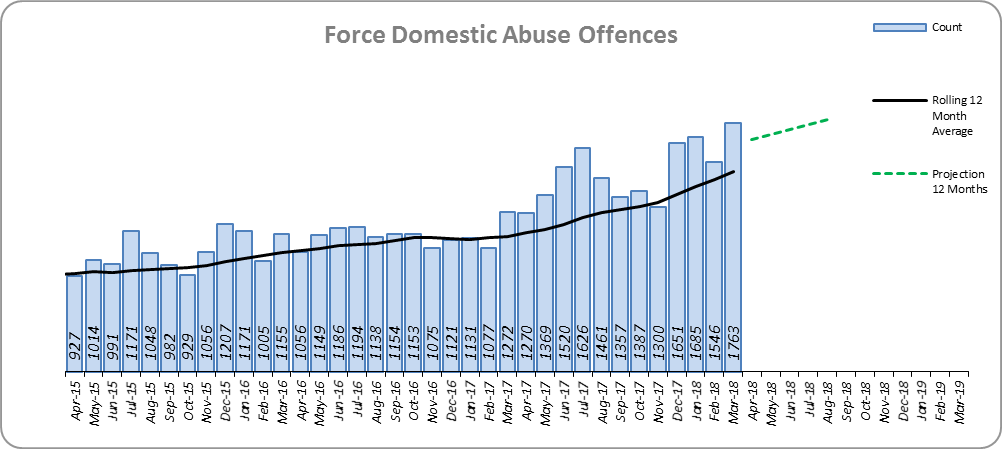 Force Domestic Abuse Offences
Count
Rolling 12
Month
Average
Projection
12 Months
927
1014
991
1171
1048
982
929
1056
1207
1171
1005
1155
1056
1149
1186
1194
1138
1154
1153
1075
1121
1131
1077
1272
1270
1369
1520
1626
1461
1357
1387
1300
1651
1685
1546
1763
Apr-15
May-15
Jun-15
Jul-15
Aug-15
Sep-15
Oct-15
Nov-15
Dec-15
Jan-16
Feb-16
Mar-16
Apr-16
May-16
Jun-16
Jul-16
Aug-16
Sep-16
Oct-16
Nov-16
Dec-16
Jan-17
Feb-17
Mar-17
Apr-17
May-17
Jun-17
Jul-17
Aug-17
Sep-17
Oct-17
Nov-17
Dec-17
Jan-18
Feb-18
Mar-18
Apr-18
May-18
Jun-18
Jul-18
Aug-18
Sep-18
Oct-18
Nov-18
Dec-18
Jan-19
Feb-19
Mar-19